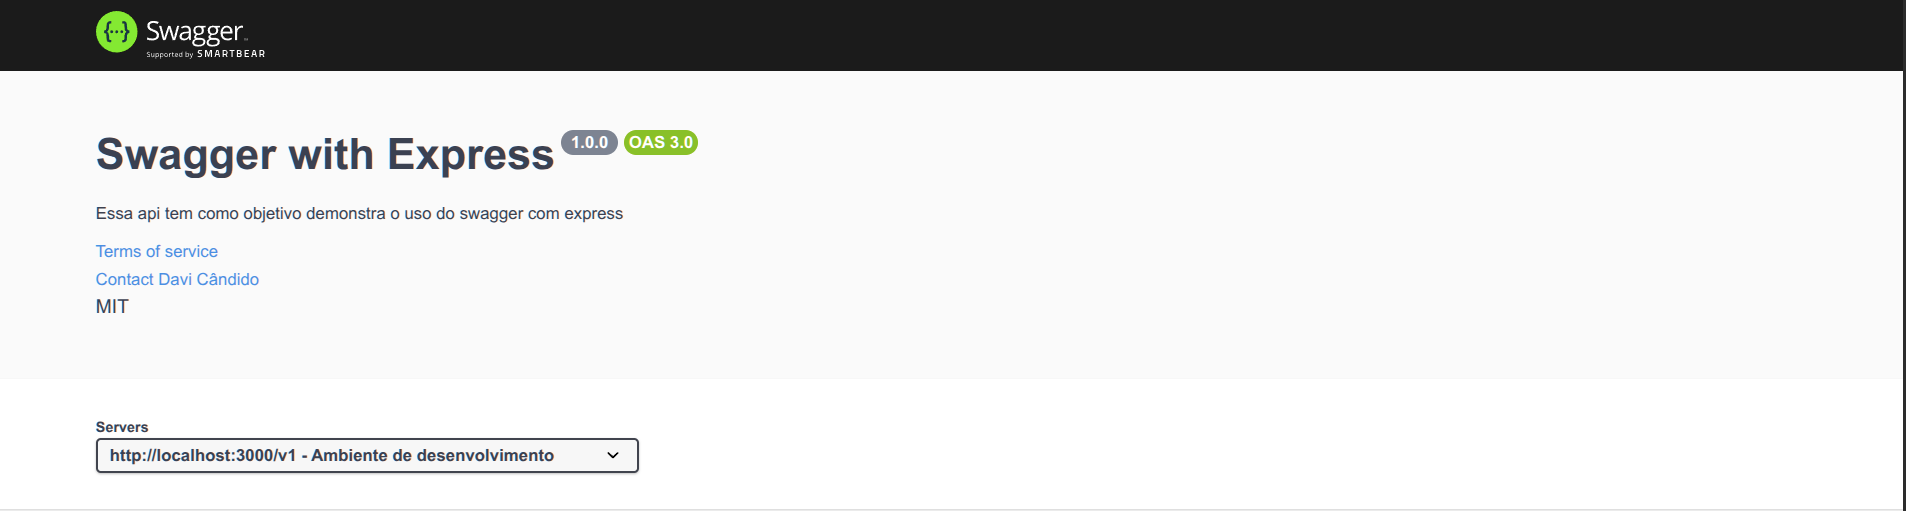 {···} Swagger™
Supported by SMARTBEAR
Swagger with Express 1.0.0 OAS 3.0
Essa api tem como objetivo demonstra o uso do swagger com express
Terms of service
Contact Davi Cândido
MIT
Servers
http://localhost:3000/v1 - Ambiente de desenvolvimento